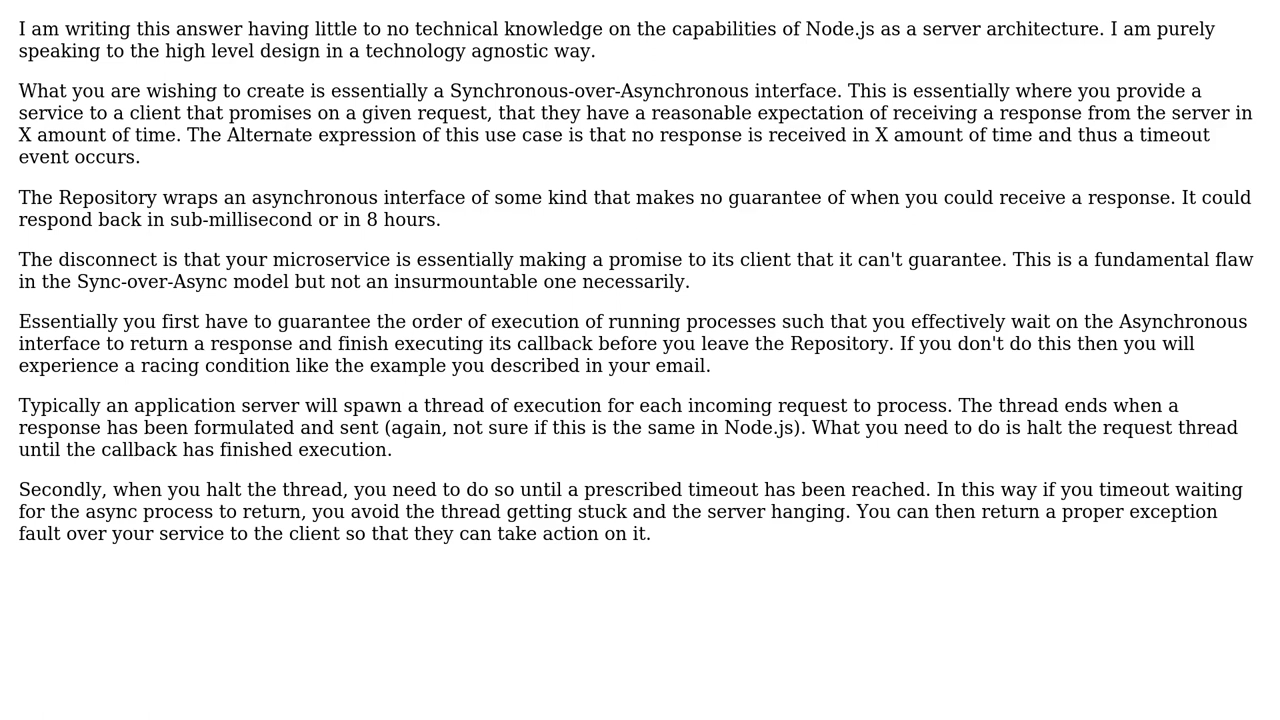 I am writing this answer having little to no technical knowledge on the capabilities of Node.js as a server architecture. I am purely
speaking to the high level design in a technology agnostic way.
What you are wishing to create is essentially a Synchronous-over-Asynchronous interface. This is essentially where you provide a
service to a client that promises on a given request, that they have a reasonable expectation of receiving a response from the server in
X amount of time. The Alternate expression of this use case is that no response is received in X amount of time and thus a timeout
event occurs.
The Repository wraps an asynchronous interface of some kind that makes no guarantee of when you could receive a response. It could
respond back in sub-millisecond or in 8 hours.
The disconnect is that your microservice is essentially making a promise to its client that it can't guarantee. This is a fundamental flaw
in the Sync-over-Async model but not an insurmountable one necessarily.
Essentially you first have to guarantee the order of execution of running processes such that you effectively wait on the Asynchronous
interface to return a response and finish executing its callback before you leave the Repository. If you don't do this then you will
experience a racing condition like the example you described in your email.
Typically an application server will spawn a thread of execution for each incoming request to process. The thread ends when a
response has been formulated and sent (again, not sure if this is the same in Node.js). What you need to do is halt the request thread
until the callback has finished execution.
Secondly, when you halt the thread, you need to do so until a prescribed timeout has been reached. In this way if you timeout waiting
for the async process to return, you avoid the thread getting stuck and the server hanging. You can then return a proper exception
fault over your service to the client so that they can take action on it.